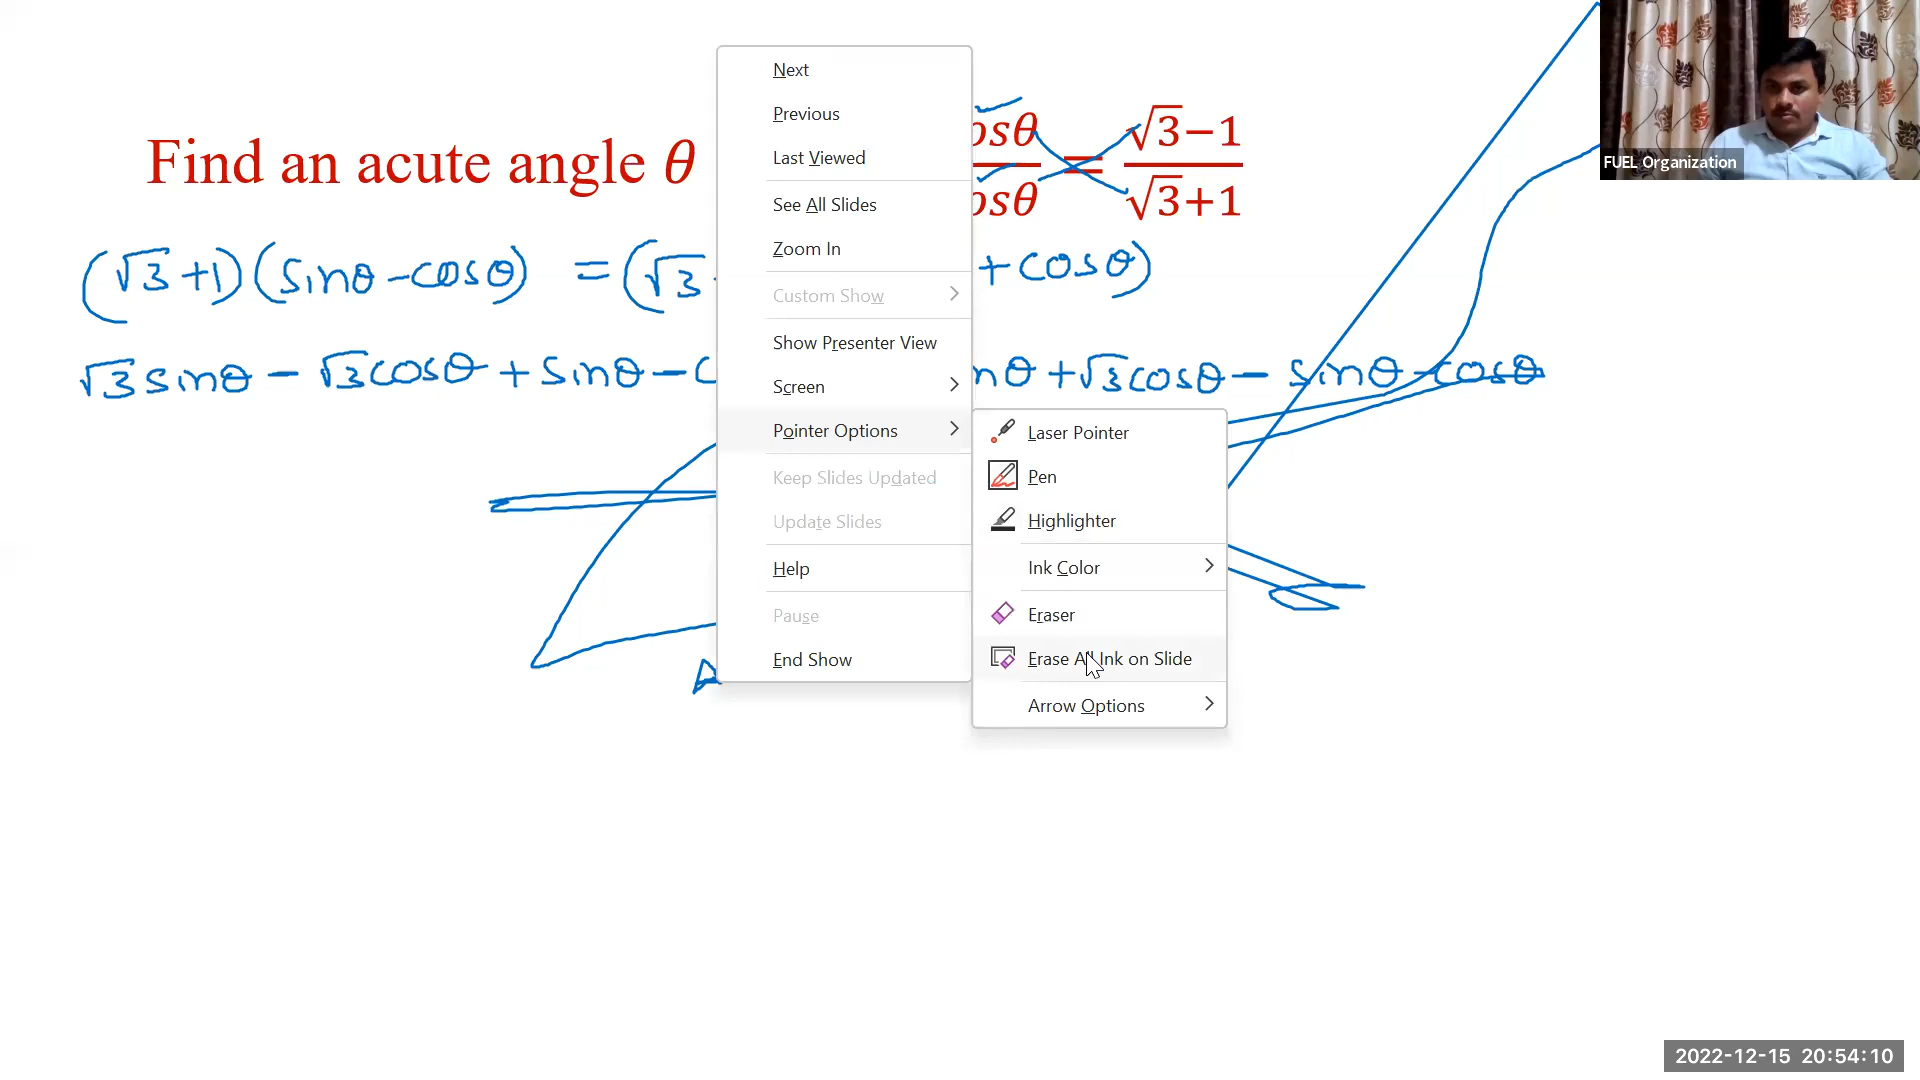 Find an acute angle θ
osθ/osθ = √3−1/√3+1
(√3+1)(sinθ-cosθ) = (√3- +cosθ)
√3sinθ - √3cosθ + sinθ - c nθ +√3cosθ - sinθ -cosθ
Next
Previous
Last Viewed
See All Slides
Zoom In
Custom Show
Show Presenter View
Screen
Pointer Options
Keep Slides Updated
Update Slides
Help
Pause
End Show
Laser Pointer
Pen
Highlighter
Ink Color
Eraser
Erase All Ink on Slide
Arrow Options
FUEL Organization
2022-12-15 20:54:10